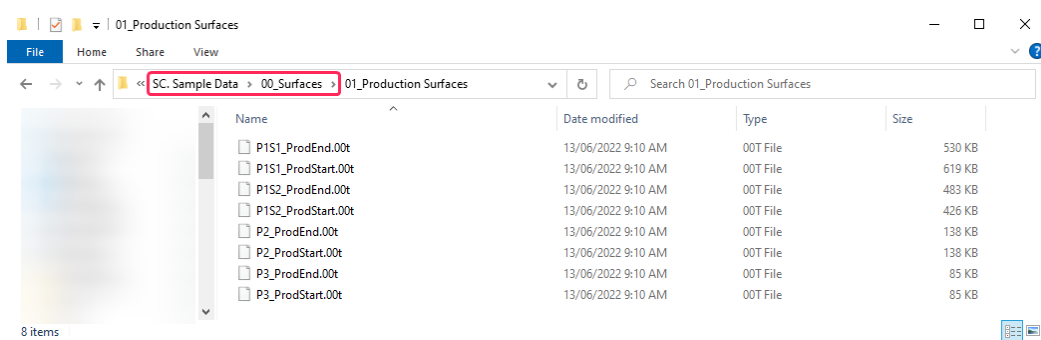 01_Production Surfaces
File Home Share View
« SC. Sample Data > 00_Surfaces > 01_Production Surfaces Search 01_Production Surfaces
Name Date modified Type Size
P1S1_ProdEnd.00t 13/06/2022 9:10 AM 00T File 530 KB
P1S1_ProdStart.00t 13/06/2022 9:10 AM 00T File 619 KB
P1S2_ProdEnd.00t 13/06/2022 9:10 AM 00T File 483 KB
P1S2_ProdStart.00t 13/06/2022 9:10 AM 00T File 426 KB
P2_ProdEnd.00t 13/06/2022 9:10 AM 00T File 138 KB
P2_ProdStart.00t 13/06/2022 9:10 AM 00T File 138 KB
P3_ProdEnd.00t 13/06/2022 9:10 AM 00T File 85 KB
P3_ProdStart.00t 13/06/2022 9:10 AM 00T File 85 KB
8 items